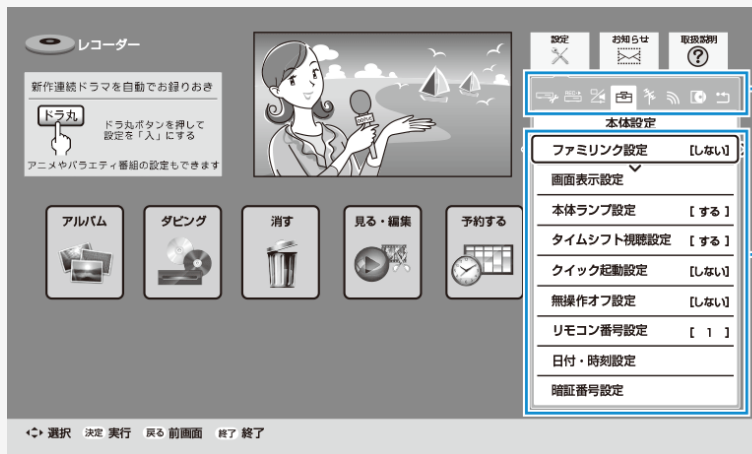 レコーダー
設定
お知らせ
取扱説明
新作連続ドラマを自動でお録りおき
ドラ丸
ドラ丸ボタンを押して
設定を「入」にする
アニメやバラエティ番組の設定もできます
本体設定
ファミリンク設定 [しない]
画面表示設定
本体ランプ設定 [ する ]
タイムシフト視聴設定 [ する ]
クイック起動設定 [しない]
無操作オフ設定 [しない]
リモコン番号設定 [ 1 ]
日付・時刻設定
暗証番号設定
アルバム
ダビング
消す
見る・編集
予約する
選択 決定 実行 戻る 前画面 終了 終了